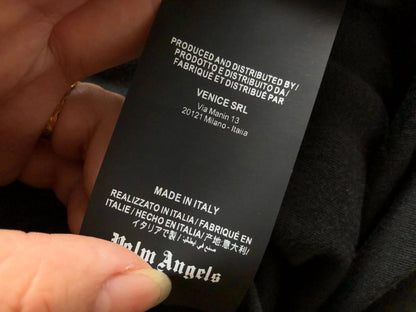 PRODUCED AND DISTRIBUTED BY/
PRODOTTO E DISTRIBUITO DA/
FABRIQUÉ ET DISTRIBUÉ PAR
VENICE SRL
Via Manin 13
20121 Milano - Italia
MADE IN ITALY
REALIZZATO IN ITALIA/ FABRIQUÉ EN
ITALIE/ HECHO EN ITALIA/产地:意大利/
イタリアで製/ صنع في إيطاليا
Palm Angels